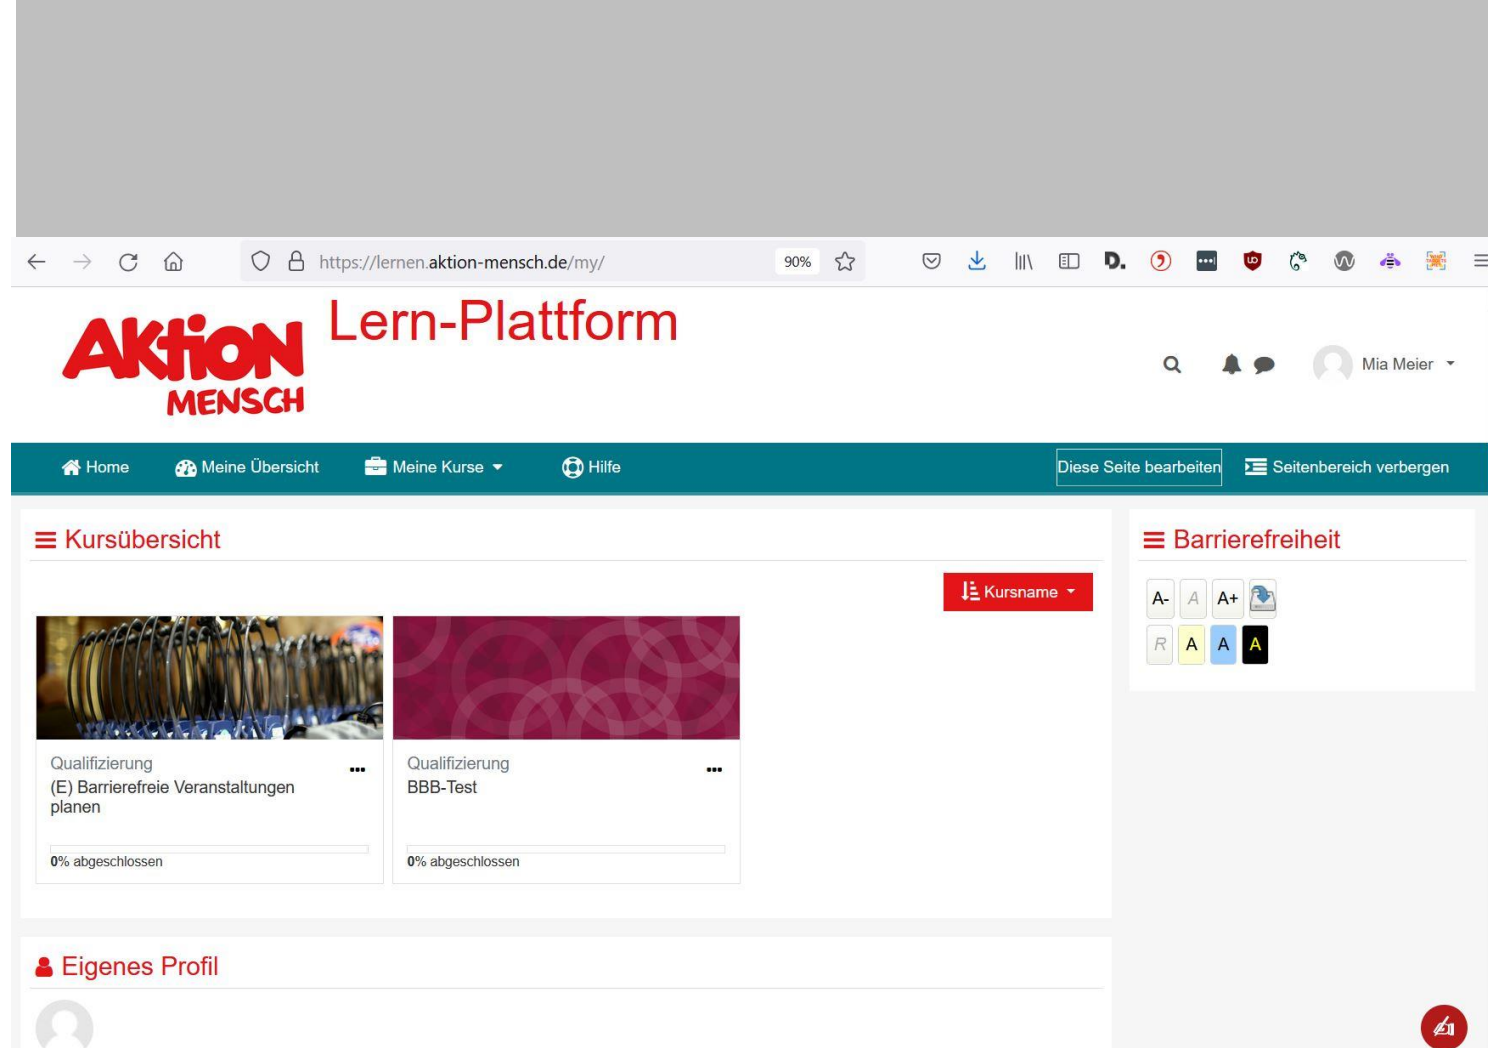 https://lernen.aktion-mensch.de/my/
90%
AKtioN
MENSCH
Lern-Plattform
Mia Meier
Home Meine Übersicht Meine Kurse Hilfe Diese Seite bearbeiten Seitenbereich verbergen
Kursübersicht
Kursname
Qualifizierung
(E) Barrierefreie Veranstaltungen
planen
0% abgeschlossen
Qualifizierung
BBB-Test
0% abgeschlossen
Barrierefreiheit
A- A A+
R A A A
Eigenes Profil